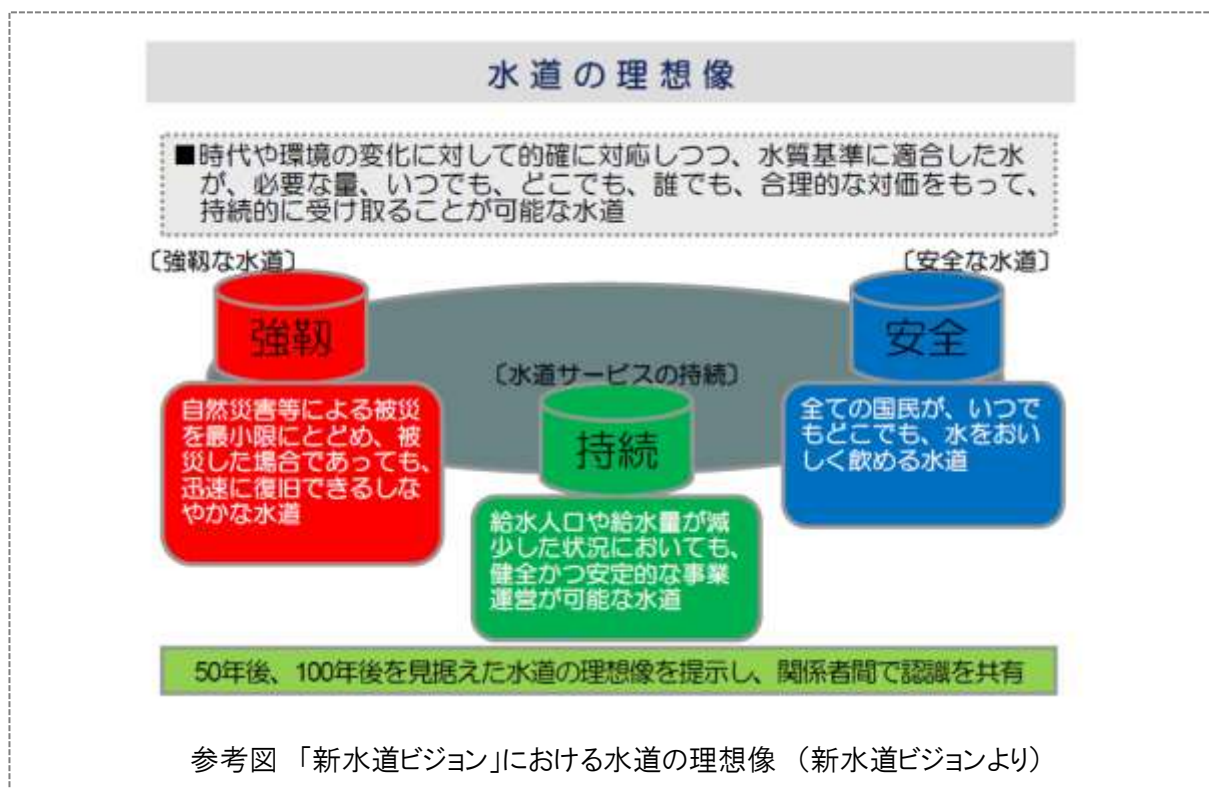 水道の理想像
■時代や環境の変化に対して的確に対応しつつ、水質基準に適合した水
が、必要な量、いつでも、どこでも、誰でも、合理的な対価をもって、
持続的に受け取ることが可能な水道
〔強靱な水道〕
〔安全な水道〕
強靱
安全
〔水道サービスの持続〕
自然災害等による被災
を最小限にとどめ、被
災した場合であっても、
迅速に復旧できるしな
やかな水道
持続
全ての国民が、いつで
もどこでも、水をおい
しく飲める水道
給水人口や給水量が減
少した状況においても、
健全かつ安定的な事業
運営が可能な水道
50年後、100年後を見据えた水道の理想像を提示し、関係者間で認識を共有
参考図 「新水道ビジョン」における水道の理想像 (新水道ビジョンより)